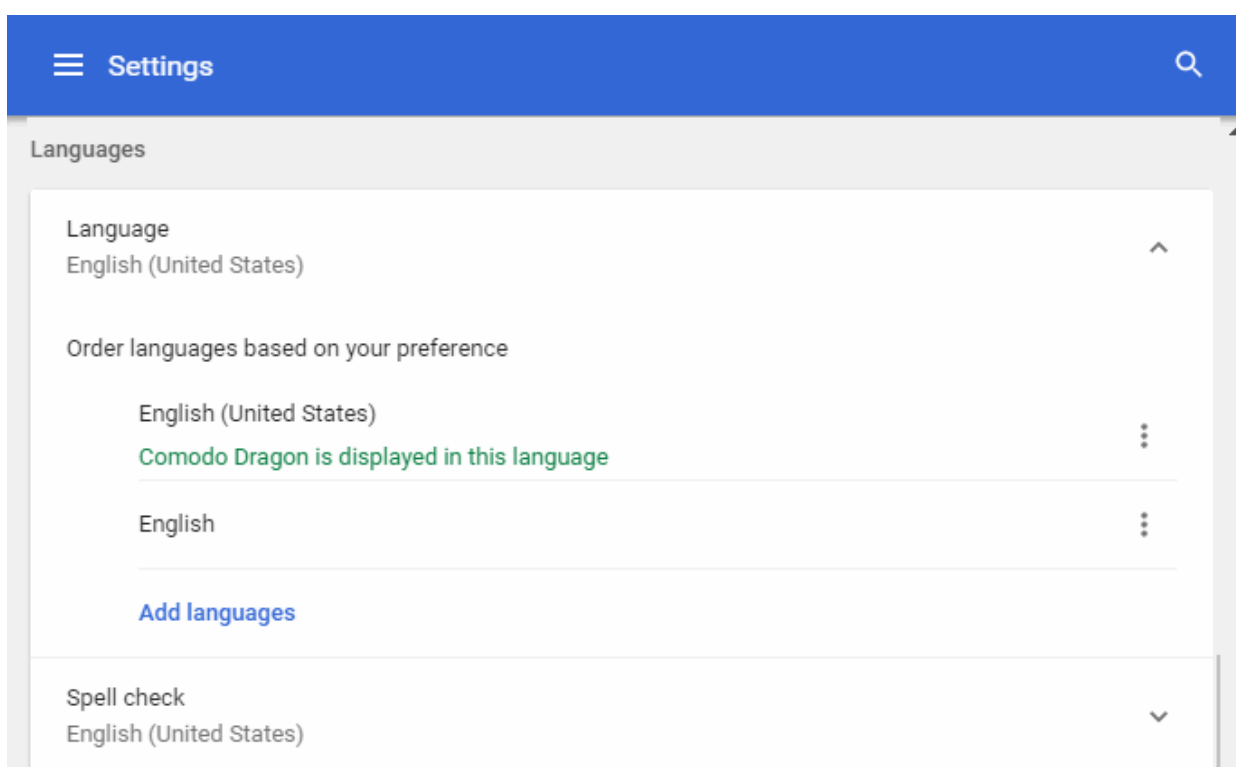 Settings
Languages
Language
English (United States)
Order languages based on your preference
English (United States)
Comodo Dragon is displayed in this language
English
Add languages
Spell check
English (United States)